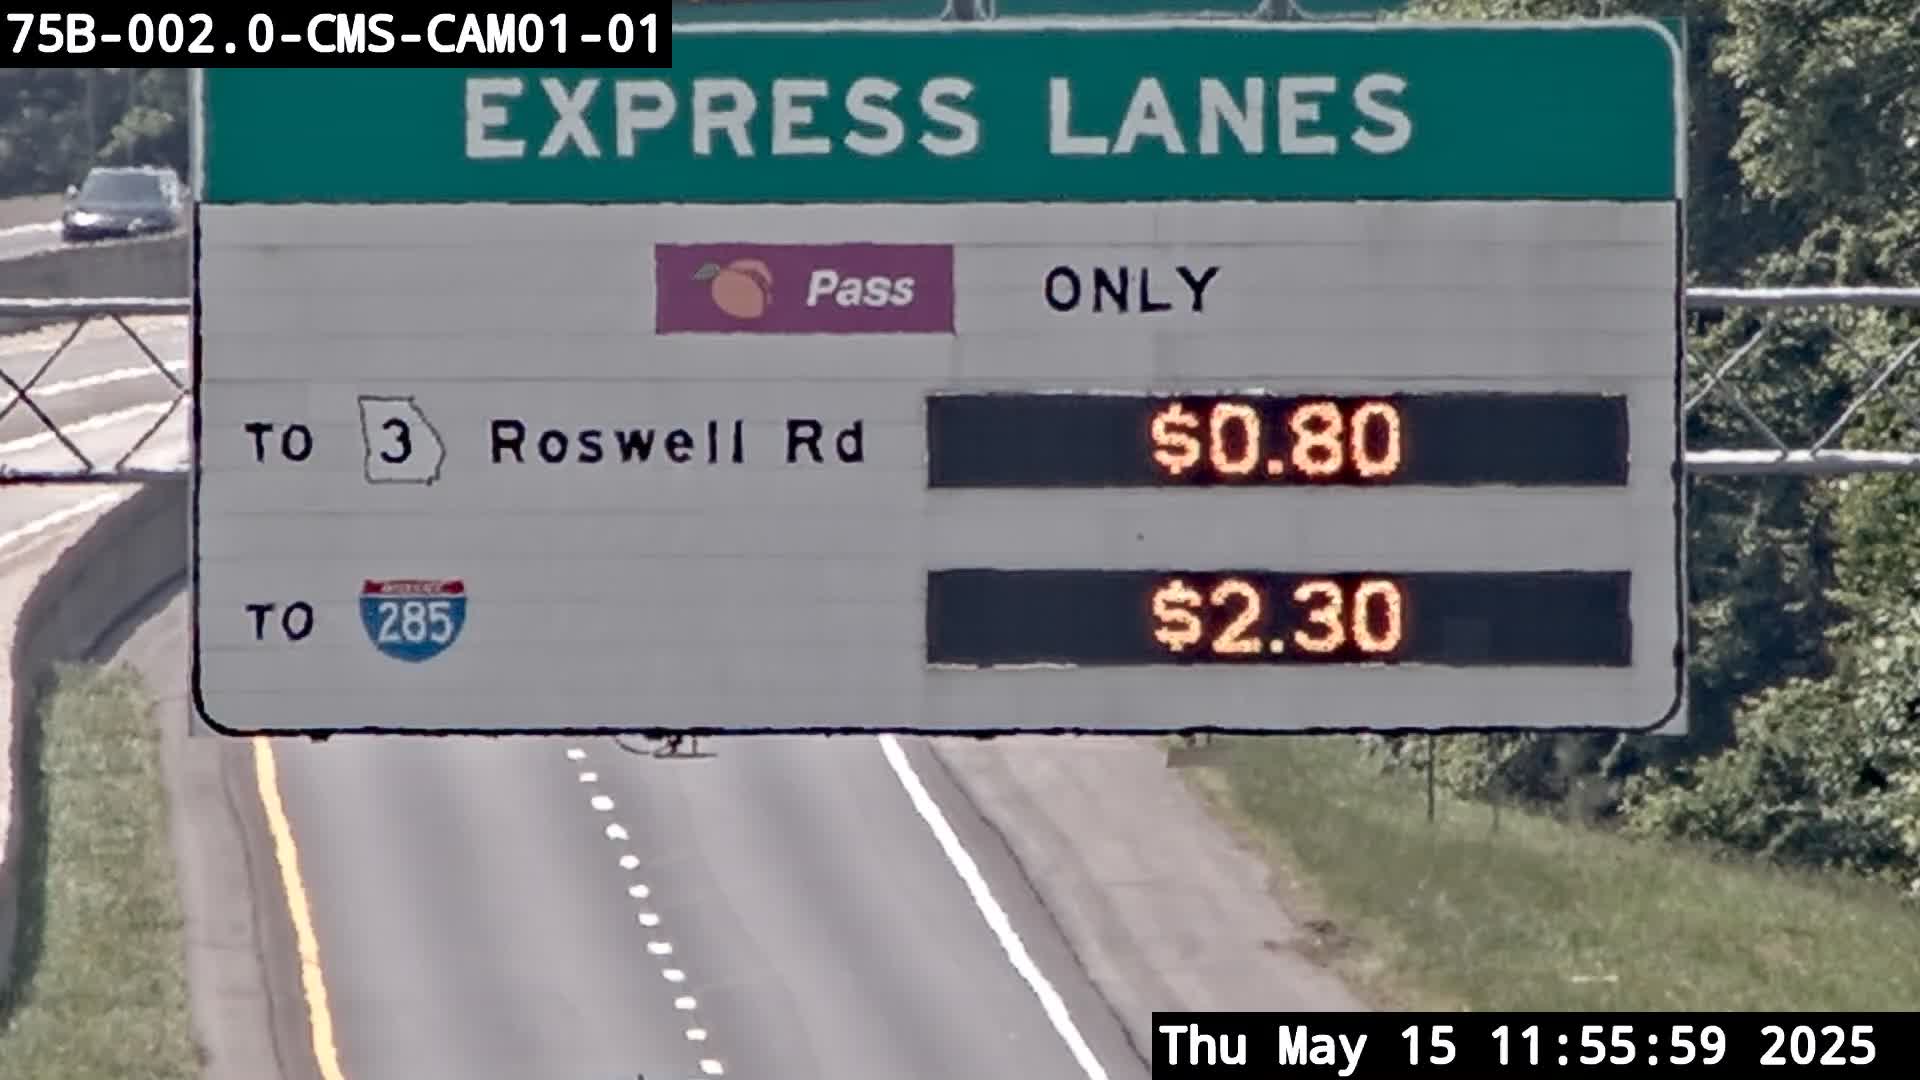 75B-002.0-CMS-CAM01-01
EXPRESS LANES
Pass ONLY
TO 3 Roswell Rd $0.80
TO 285 $2.30
Thu May 15 11:55:59 2025